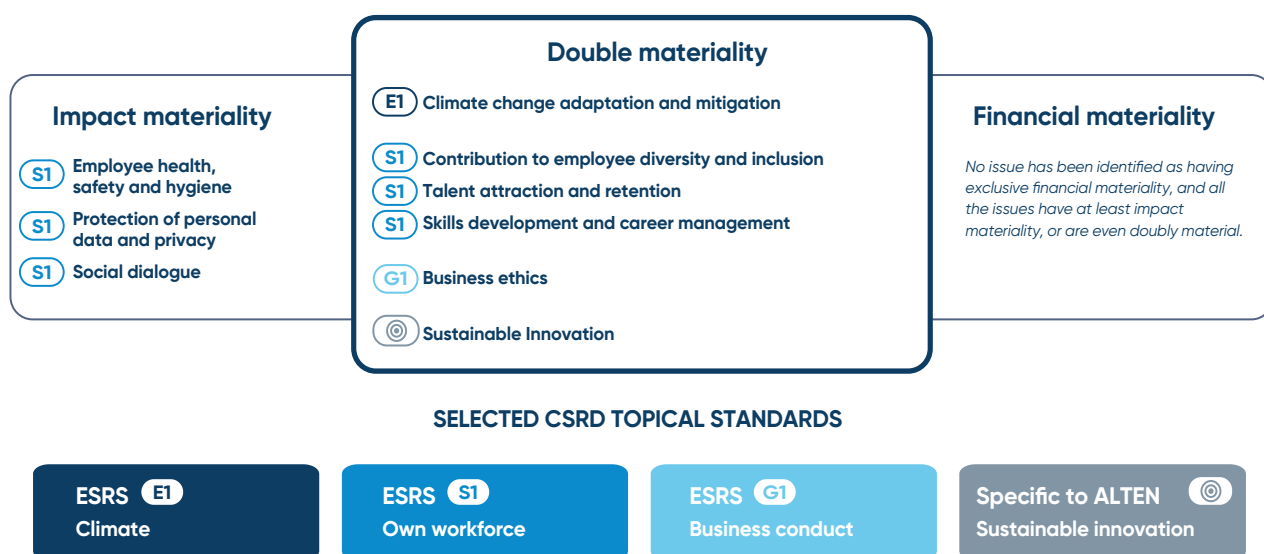 Double materiality
E1 Climate change adaptation and mitigation
S1 Contribution to employee diversity and inclusion
S1 Talent attraction and retention
S1 Skills development and career management
G1 Business ethics
Sustainable Innovation
Impact materiality
S1 Employee health,
safety and hygiene
S1 Protection of personal
data and privacy
S1 Social dialogue
Financial materiality
No issue has been identified as having
exclusive financial materiality, and all
the issues have at least impact
materiality, or are even doubly material.
SELECTED CSRD TOPICAL STANDARDS
ESRS E1
Climate
ESRS S1
Own workforce
ESRS G1
Business conduct
Specific to ALTEN
Sustainable innovation